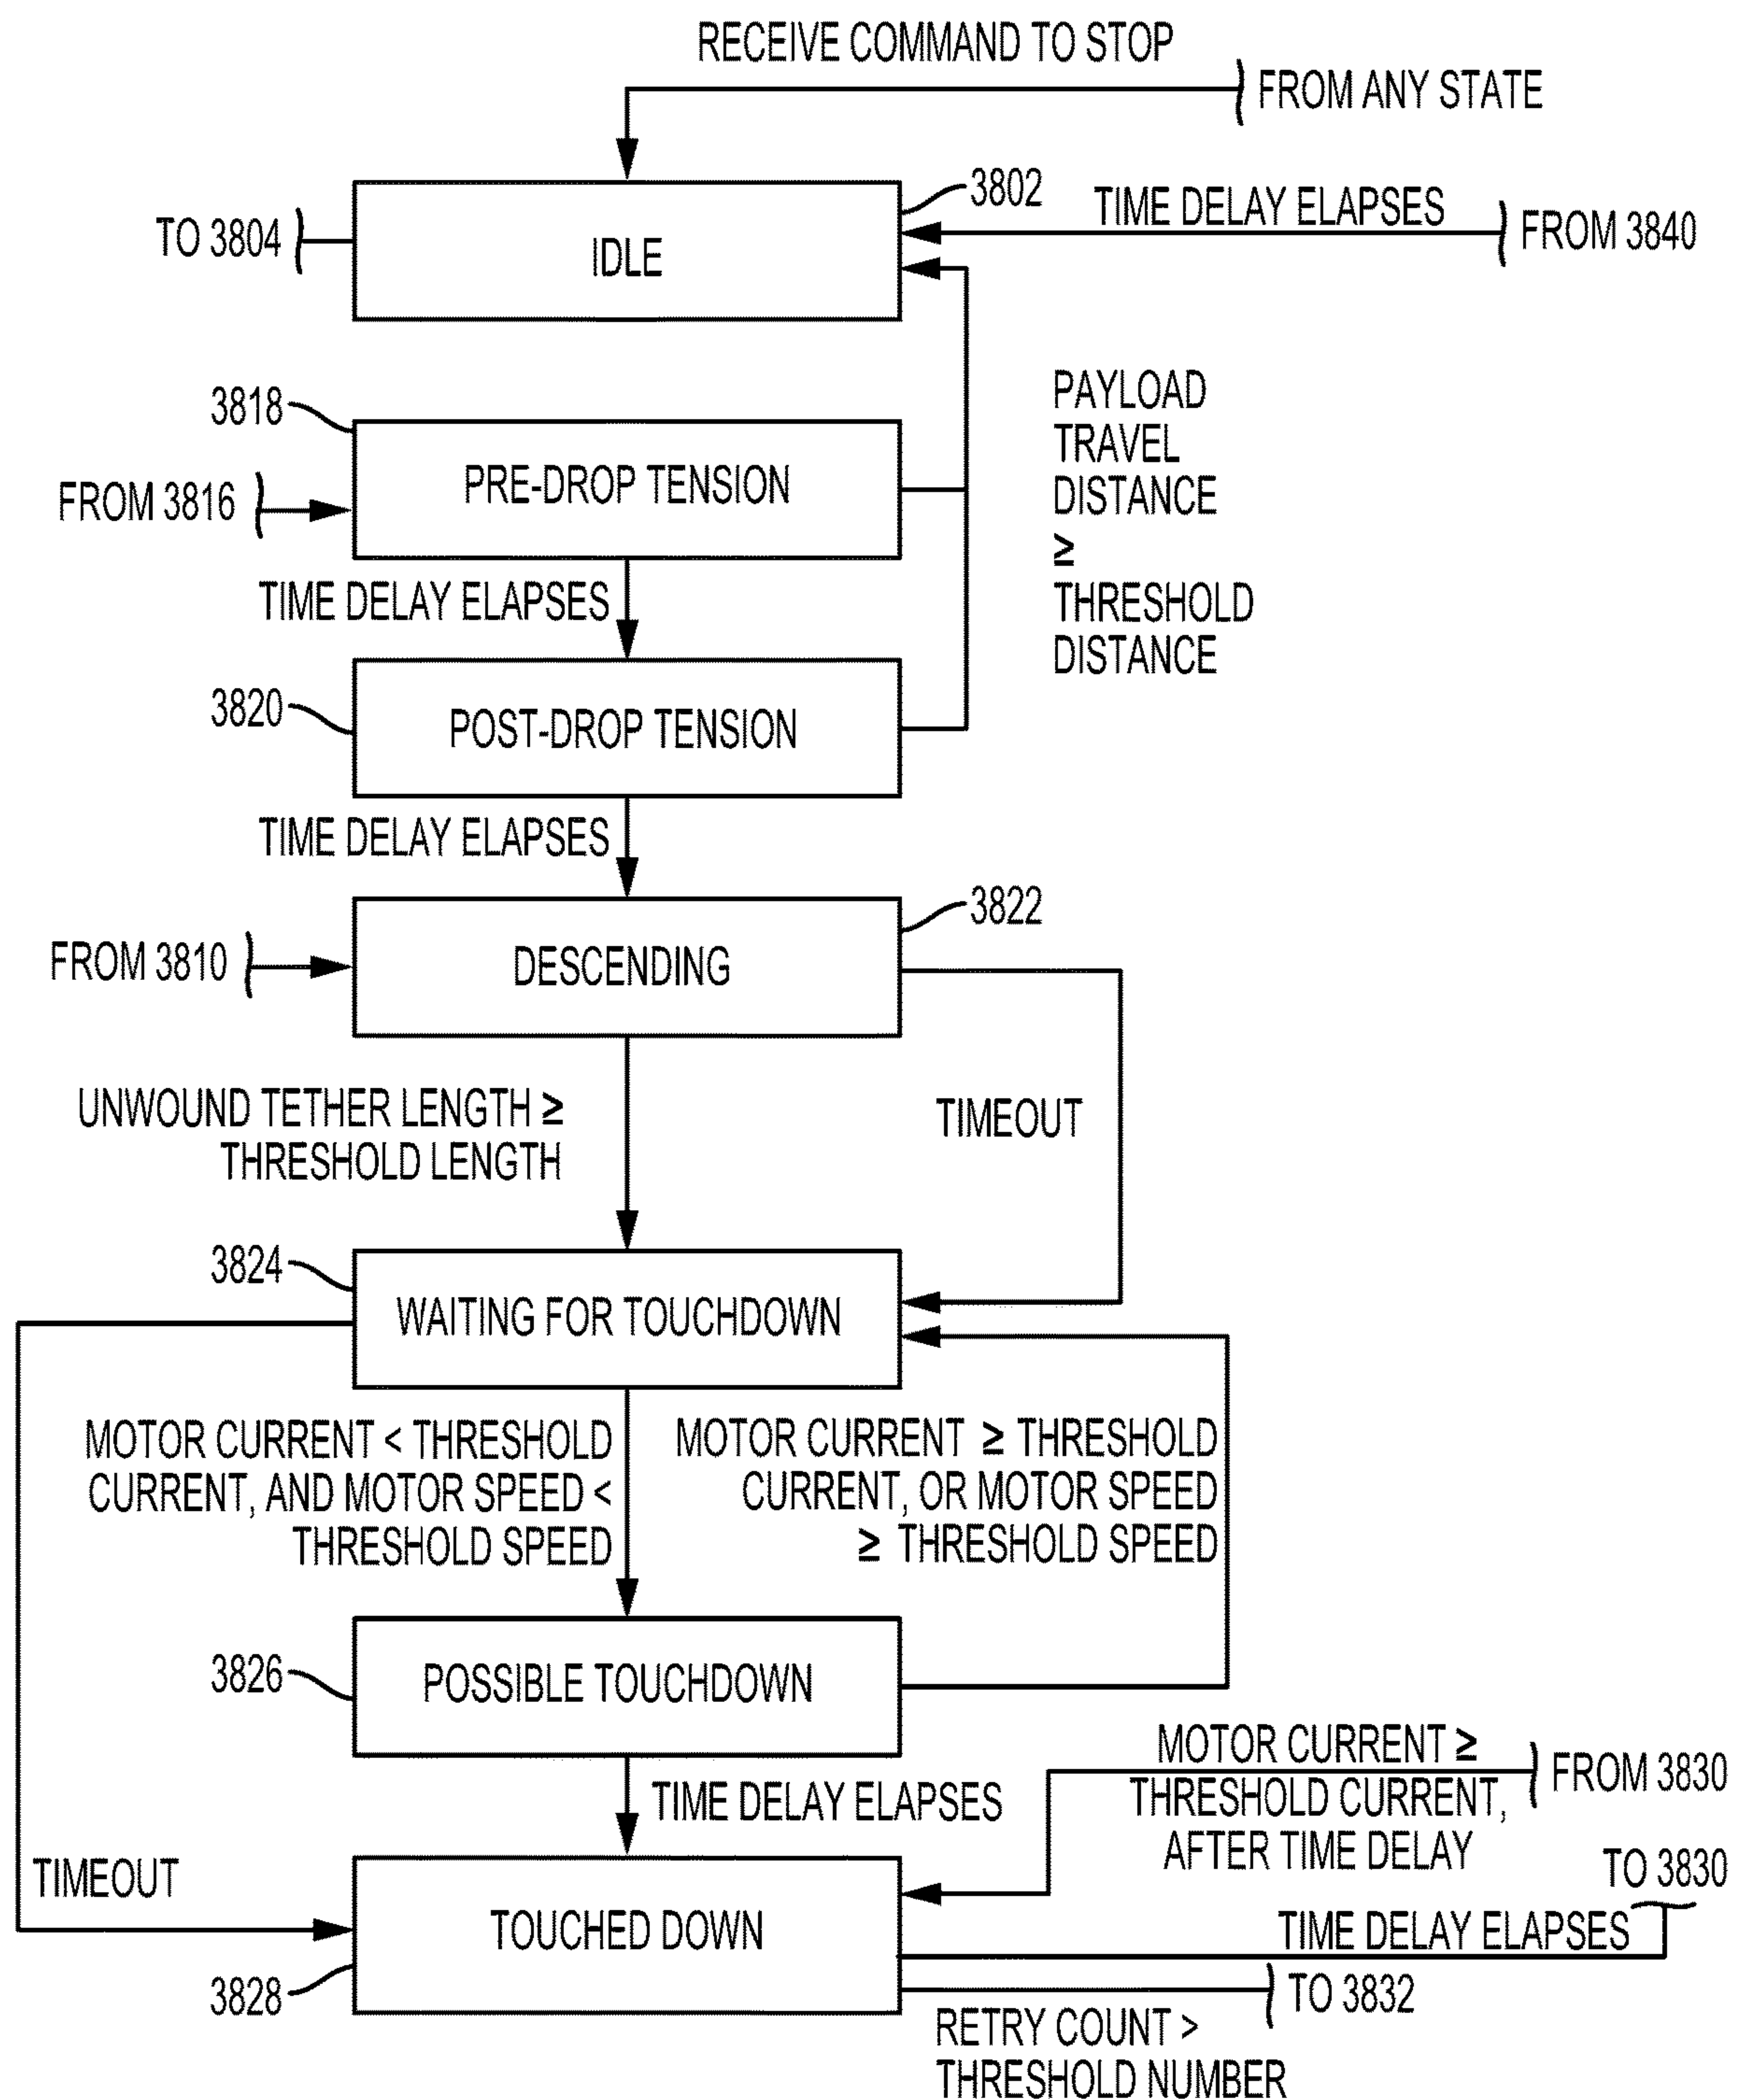 RECEIVE COMMAND TO STOP
FROM ANY STATE
3802
TIME DELAY ELAPSES
FROM 3840
TO 3804
IDLE
PAYLOAD
TRAVEL
DISTANCE
≥
THRESHOLD
DISTANCE
3818
PRE-DROP TENSION
FROM 3816
TIME DELAY ELAPSES
3820
POST-DROP TENSION
TIME DELAY ELAPSES
3822
FROM 3810
DESCENDING
UNWOUND TETHER LENGTH ≥
THRESHOLD LENGTH
TIMEOUT
3824
WAITING FOR TOUCHDOWN
MOTOR CURRENT < THRESHOLD
CURRENT, AND MOTOR SPEED <
THRESHOLD SPEED
MOTOR CURRENT ≥ THRESHOLD
CURRENT, OR MOTOR SPEED
≥ THRESHOLD SPEED
3826
POSSIBLE TOUCHDOWN
TIME DELAY ELAPSES
MOTOR CURRENT ≥
THRESHOLD CURRENT,
AFTER TIME DELAY
FROM 3830
TIMEOUT
TOUCHED DOWN
3828
TO 3830
TIME DELAY ELAPSES
TO 3832
RETRY COUNT >
THRESHOLD NUMBER